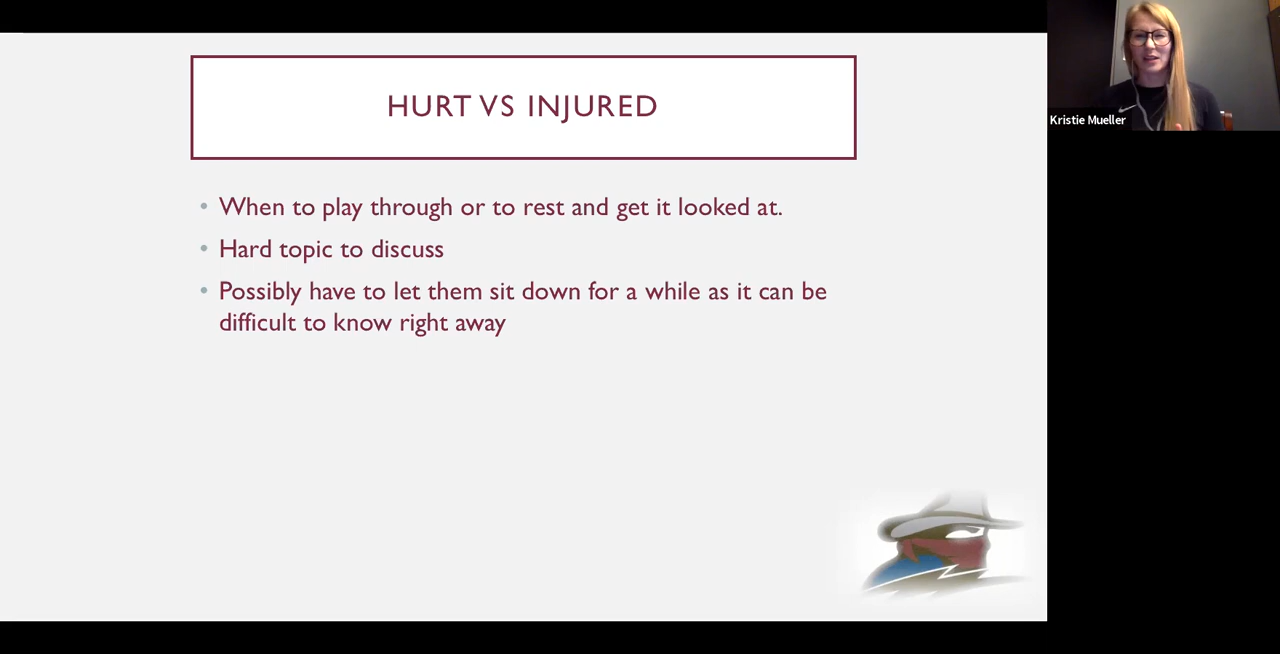 HURT VS INJURED
Kristie Mueller
• When to play through or to rest and get it looked at.
• Hard topic to discuss
• Possibly have to let them sit down for a while as it can be
difficult to know right away